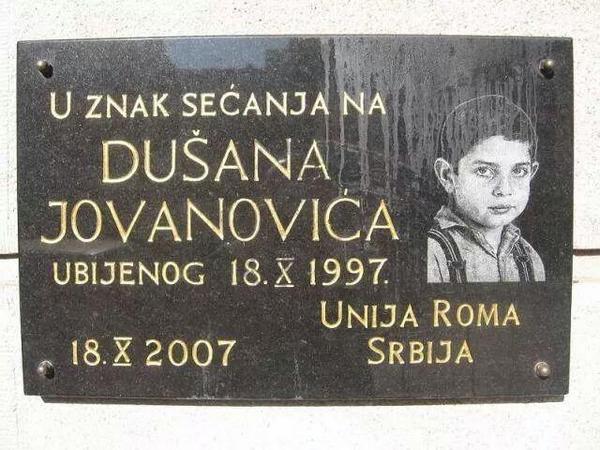 U ZNAK SEĆANJA NA
DUŠANA
JOVANOVIĆA
UBIJENOG 18.X 1997.
UNIJA ROMA
SRBIJA
18.X 2007